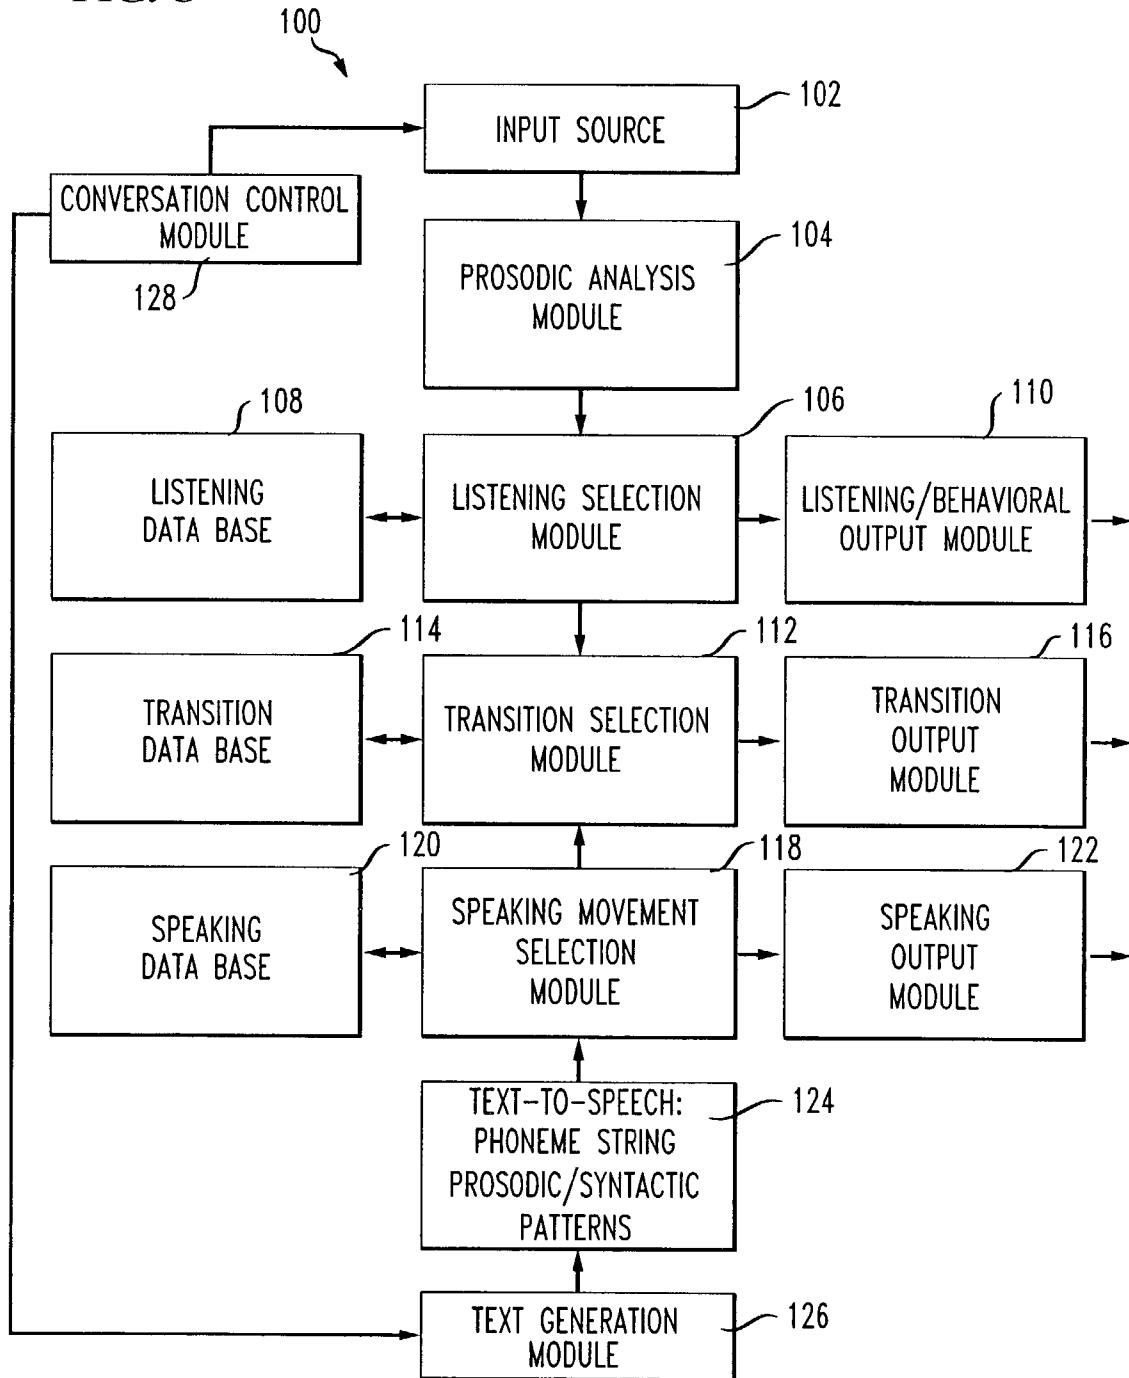 100
102
INPUT SOURCE
CONVERSATION CONTROL
MODULE
128
104
PROSODIC ANALYSIS
MODULE
108
106
110
LISTENING
DATA BASE
LISTENING SELECTION
MODULE
LISTENING/BEHAVIORAL
OUTPUT MODULE
114
112
116
TRANSITION
DATA BASE
TRANSITION SELECTION
MODULE
TRANSITION
OUTPUT
MODULE
120
118
122
SPEAKING
DATA BASE
SPEAKING MOVEMENT
SELECTION
MODULE
SPEAKING
OUTPUT
MODULE
TEXT-TO-SPEECH:
PHONEME STRING
PROSODIC/SYNTACTIC
PATTERNS
124
TEXT GENERATION
MODULE
126